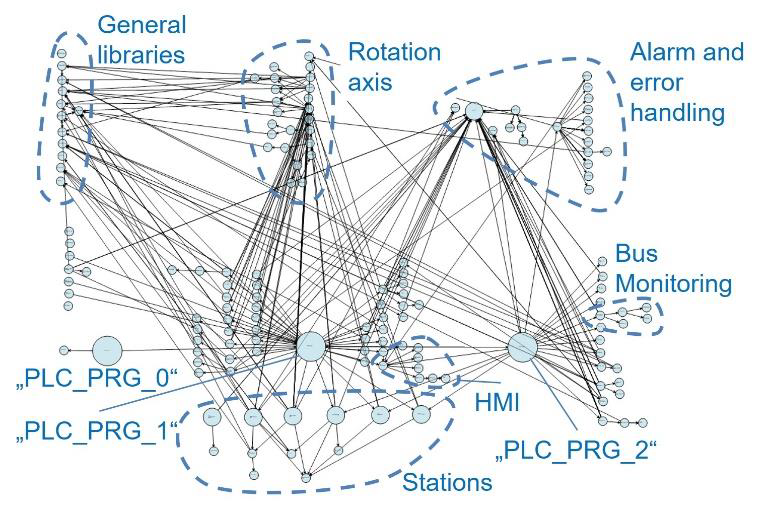 General
libraries
Rotation
axis
Alarm and
error
handling
Bus
Monitoring
„PLC_PRG_0“
„PLC_PRG_1“
HMI
„PLC_PRG_2“
Stations